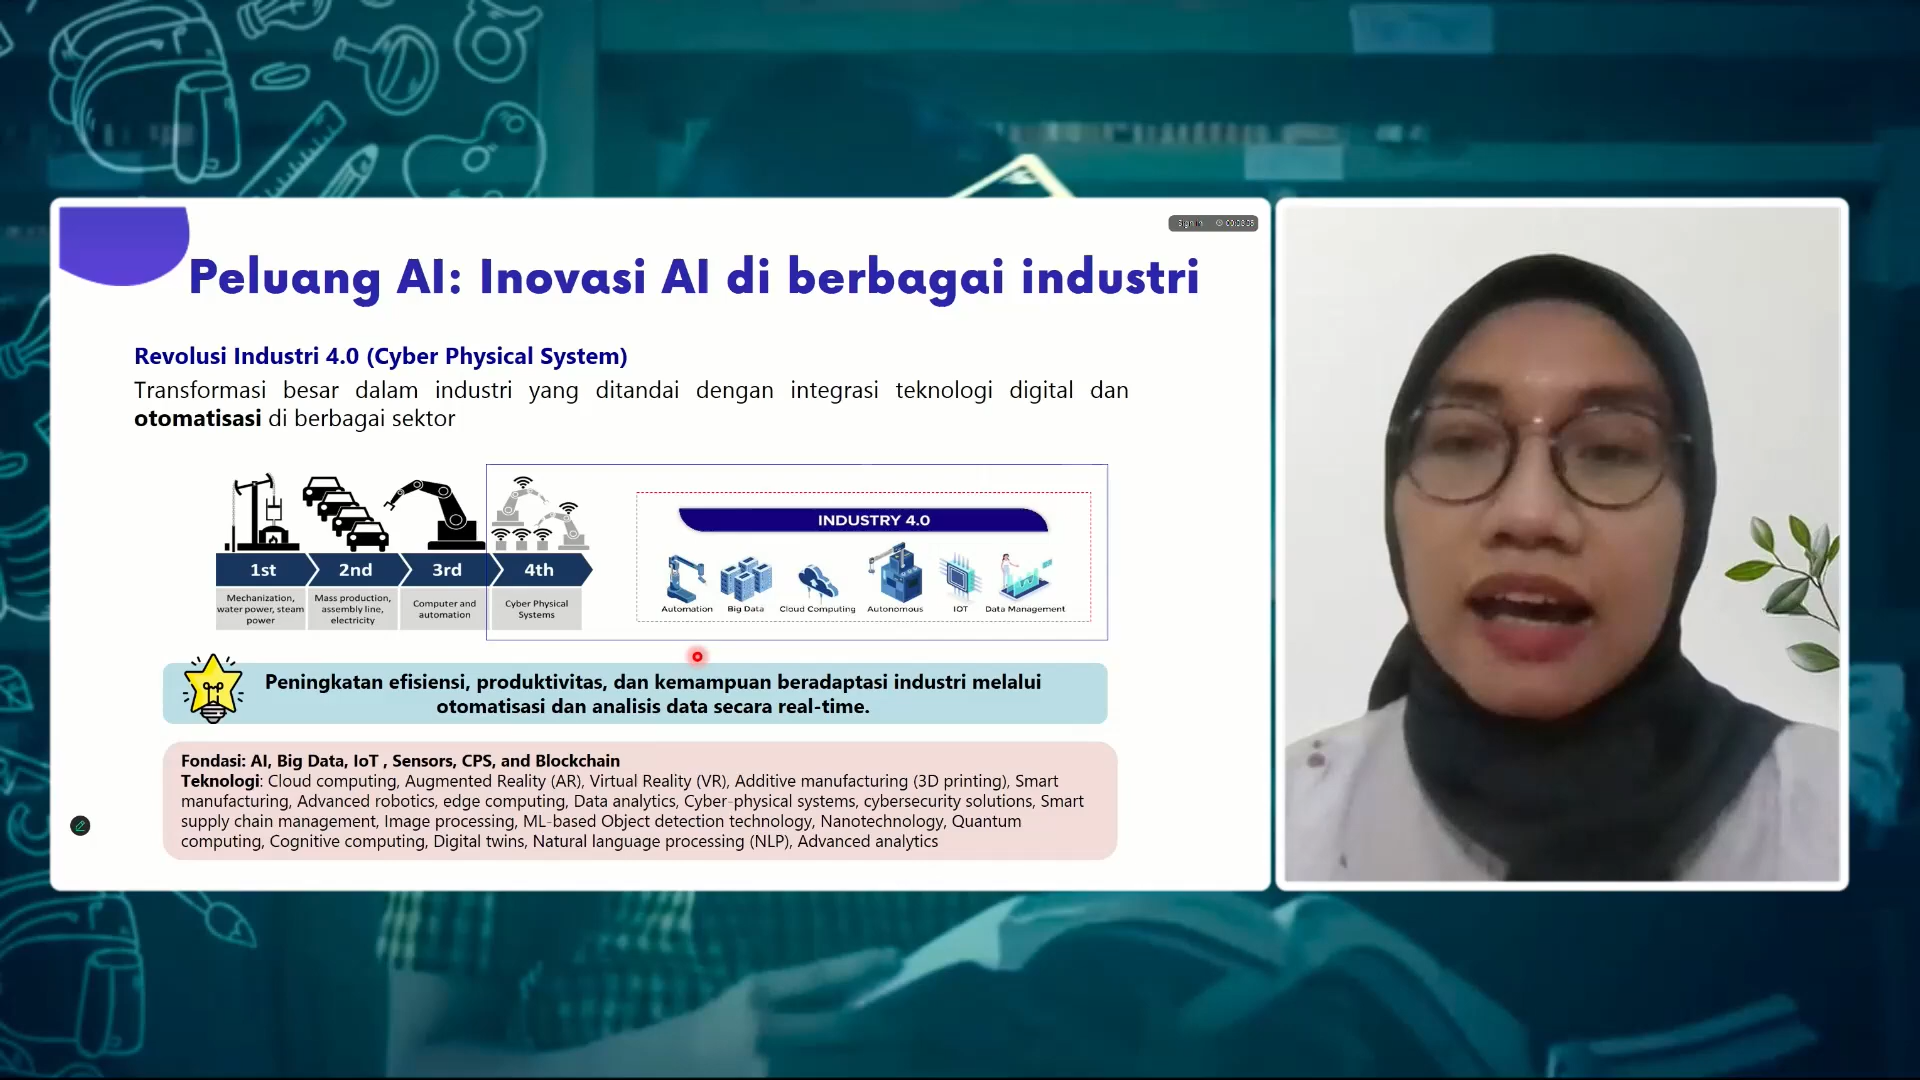 Sign in 00:08:05
Peluang AI: Inovasi AI di berbagai industri
Revolusi Industri 4.0 (Cyber Physical System)
Transformasi besar dalam industri yang ditandai dengan integrasi teknologi digital dan
otomatisasi di berbagai sektor
1st
2nd
3rd
4th
Mechanization,
water power, steam
power
Mass production,
assembly line,
electricity
Computer and
automation
Cyber Physical
Systems
INDUSTRY 4.0
Automation
Big Data
Cloud Computing
Autonomous
IOT
Data Management
Peningkatan efisiensi, produktivitas, dan kemampuan beradaptasi industri melalui
otomatisasi dan analisis data secara real-time.
Fondasi: AI, Big Data, IoT , Sensors, CPS, and Blockchain
Teknologi: Cloud computing, Augmented Reality (AR), Virtual Reality (VR), Additive manufacturing (3D printing), Smart
manufacturing, Advanced robotics, edge computing, Data analytics, Cyber-physical systems, cybersecurity solutions, Smart
supply chain management, Image processing, ML-based Object detection technology, Nanotechnology, Quantum
computing, Cognitive computing, Digital twins, Natural language processing (NLP), Advanced analytics